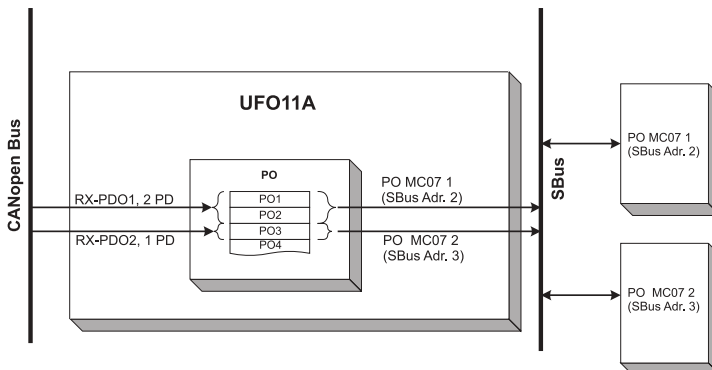 CANopen Bus
UFO11A
PO
RX-PDO1, 2 PD
RX-PDO2, 1 PD
PO1
PO2
PO3
PO4
PO MC07 1
(SBus Adr. 2)
PO MC07 2
(SBus Adr. 3)
SBus
PO MC07 1
(SBus Adr. 2)
PO MC07 2
(SBus Adr. 3)